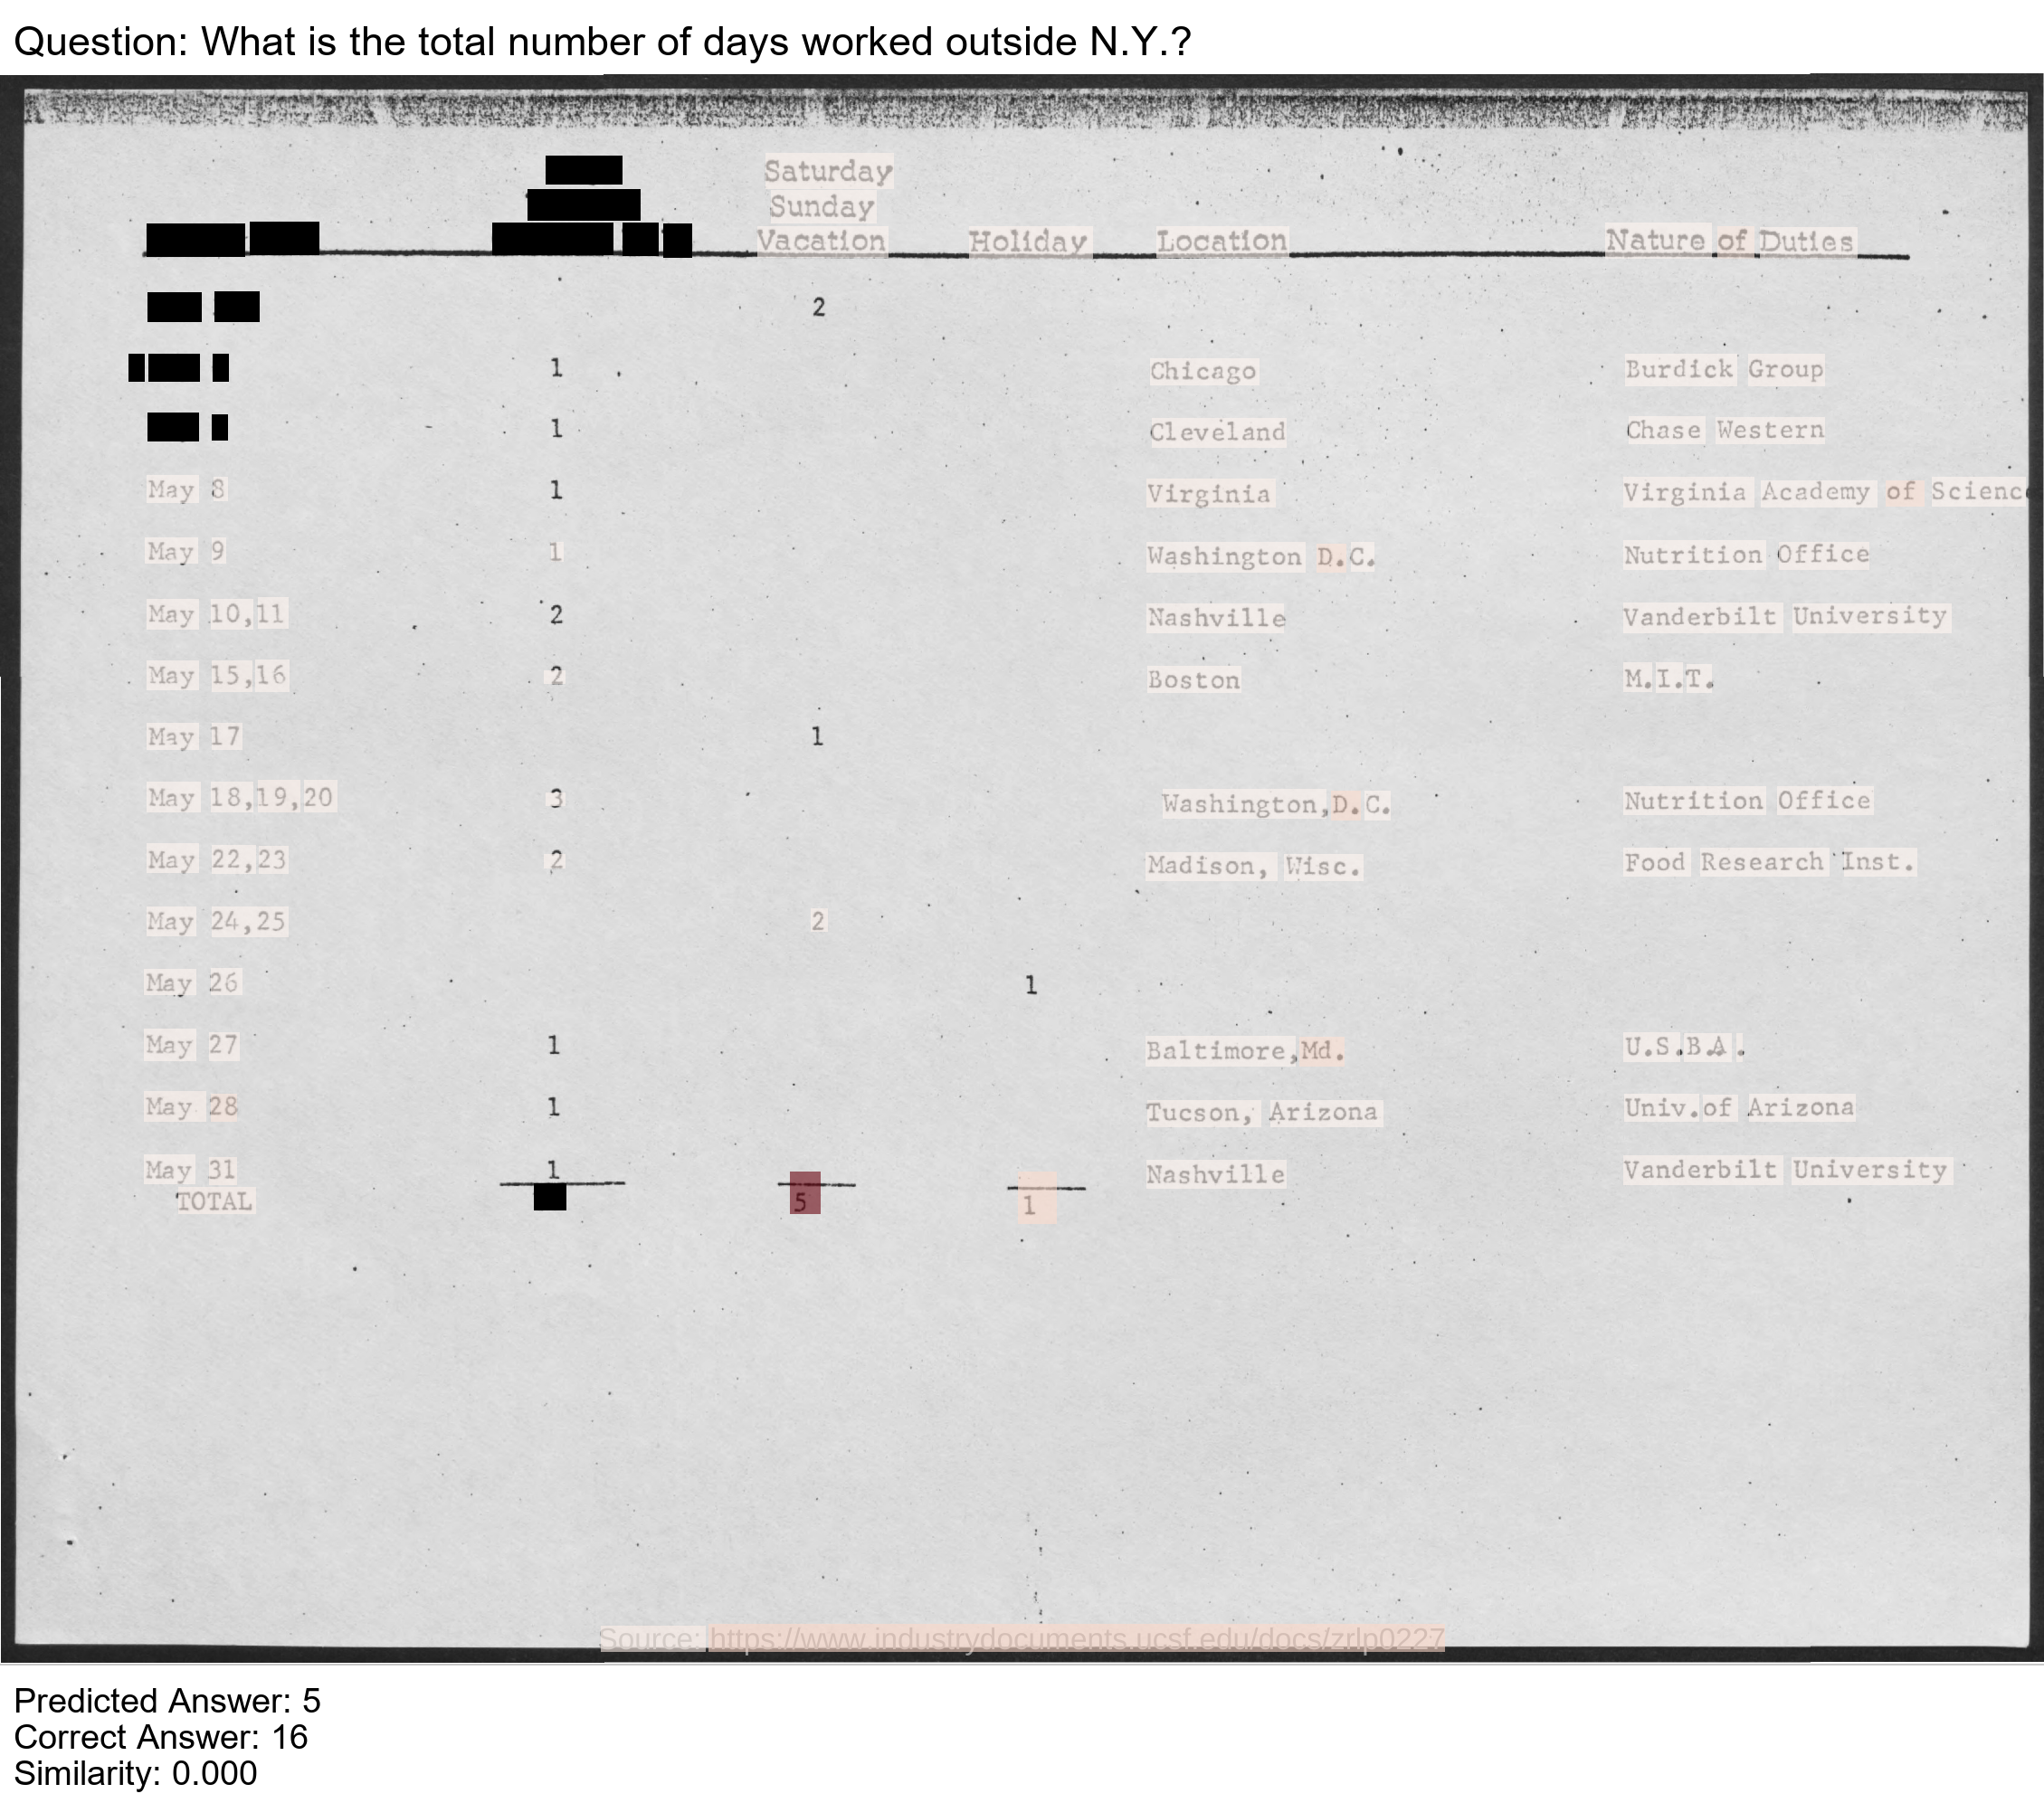 Question: What is the total number of days worked outside N.Y.?
Saturday
Sunday
Vacation Holiday Location Nature of Duties
2
1 Chicago Burdick Group
1 Cleveland Chase Western
May 8 1 Virginia Virginia Academy of Scienc
May 9 1 Washington D.C. Nutrition Office
May 10,11 2 Nashville Vanderbilt University
May 15,16 2 Boston M.I.T.
May 17 1
May 18,19,20 3 Washington,D.C. Nutrition Office
May 22,23 2 Madison, Wisc. Food Research Inst.
May 24,25 2
May 26 1
May 27 1 Baltimore,Md. U.S.B.A.
May 28 1 Tucson, Arizona Univ.of Arizona
May 31 1 Nashville Vanderbilt University
TOTAL 5 1
Source: https://www.industrydocuments.ucsf.edu/docs/zrlp0227
Predicted Answer: 5
Correct Answer: 16
Similarity: 0.000